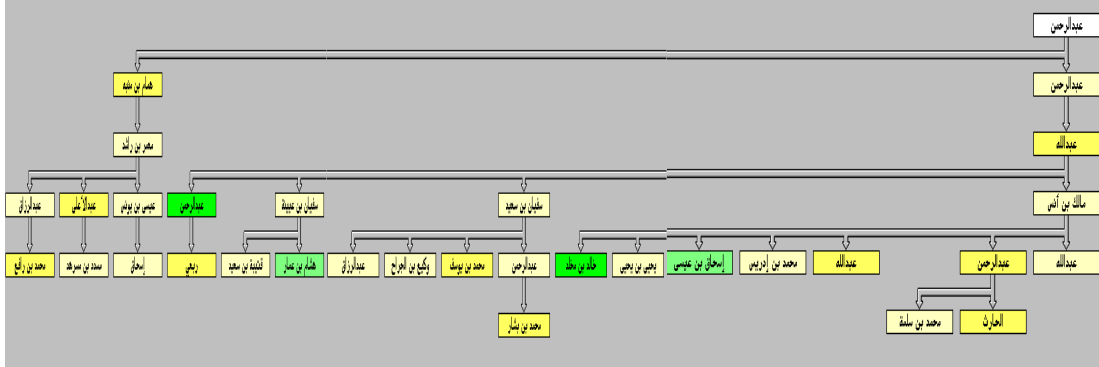 عبدالرحمن
همام بن منبه
عبدالرحمن
معمر بن راشد
عبدالله
عبدالرزاق
عبدالأعلى
عيسى بن يونس
عبدالرحمن
سفيان بن عيينة
سفيان بن سعيد
مالك بن أنس
محمد بن رافع
مسدد بن مسرهد
إسحاق
ربعي
قتيبة بن سعيد
هشام بن عمار
عبدالرزاق
وكيع بن الجراح
محمد بن يوسف
عبدالرحمن
خالد بن مخلد
يحيى بن يحيى
إسحاق بن عيسى
محمد بن إدريس
عبدالله
عبدالرحمن
عبدالله
محمد بن بشار
محمد بن سلمة
الحارث